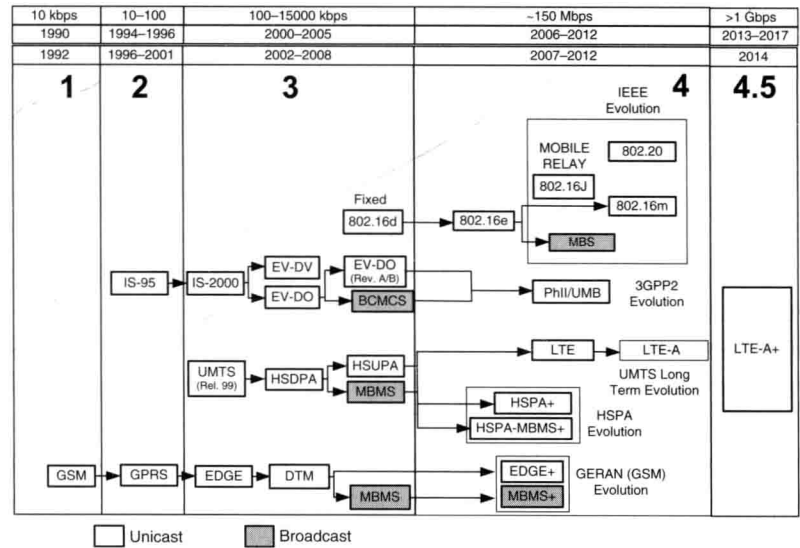 10 kbps 10–100 100–15000 kbps ~150 Mbps >1 Gbps
1990 1994–1996 2000–2005 2006–2012 2013–2017
1992 1996–2001 2002–2008 2007–2012 2014
1 2 3 4 4.5
IEEE
Evolution
MOBILE
RELAY
802.20
802.16J
802.16m
Fixed
802.16d
802.16e
MBS
IS-95
IS-2000
EV-DV
EV-DO
EV-DO
(Rev. A/B)
BCMCS
PhII/UMB
3GPP2
Evolution
UMTS
(Rel. 99)
HSDPA
HSUPA
MBMS
LTE
LTE-A
UMTS Long
Term Evolution
HSPA+
HSPA-MBMS+
HSPA
Evolution
LTE-A+
GSM
GPRS
EDGE
DTM
MBMS
EDGE+
MBMS+
GERAN (GSM)
Evolution
Unicast
Broadcast